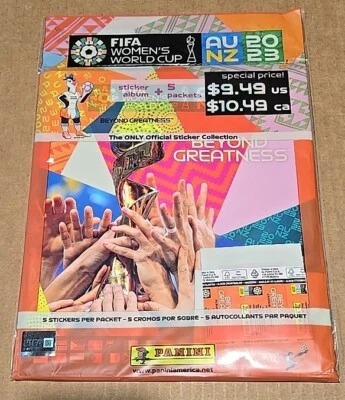 FIFA
WOMEN'S
WORLD CUP
AU 20
NZ 23
special price!
sticker album + 5 packets
$9.49 us
$10.49 ca
BEYOND GREATNESS™
The ONLY Official Sticker Collection
BEYOND
GREATNESS
5 STICKERS PER PACKET - 5 CROMOS POR SOBRE - 5 AUTOCOLLANTS PAR PAQUET
PANINI
www.paniniamerica.net